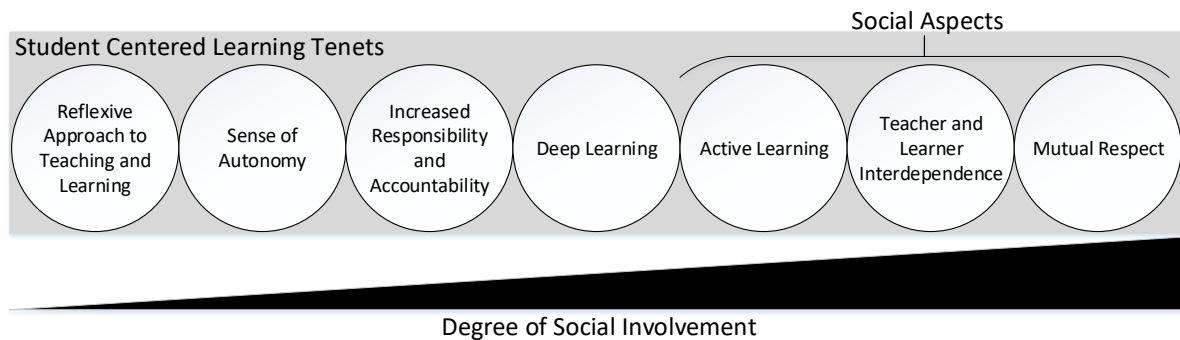 Social Aspects
Student Centered Learning Tenets
Reflexive
Approach to
Teaching and
Learning
Sense of
Autonomy
Increased
Responsibility
and
Accountability
Deep Learning
Active Learning
Teacher and
Learner
Interdependence
Mutual Respect
Degree of Social Involvement